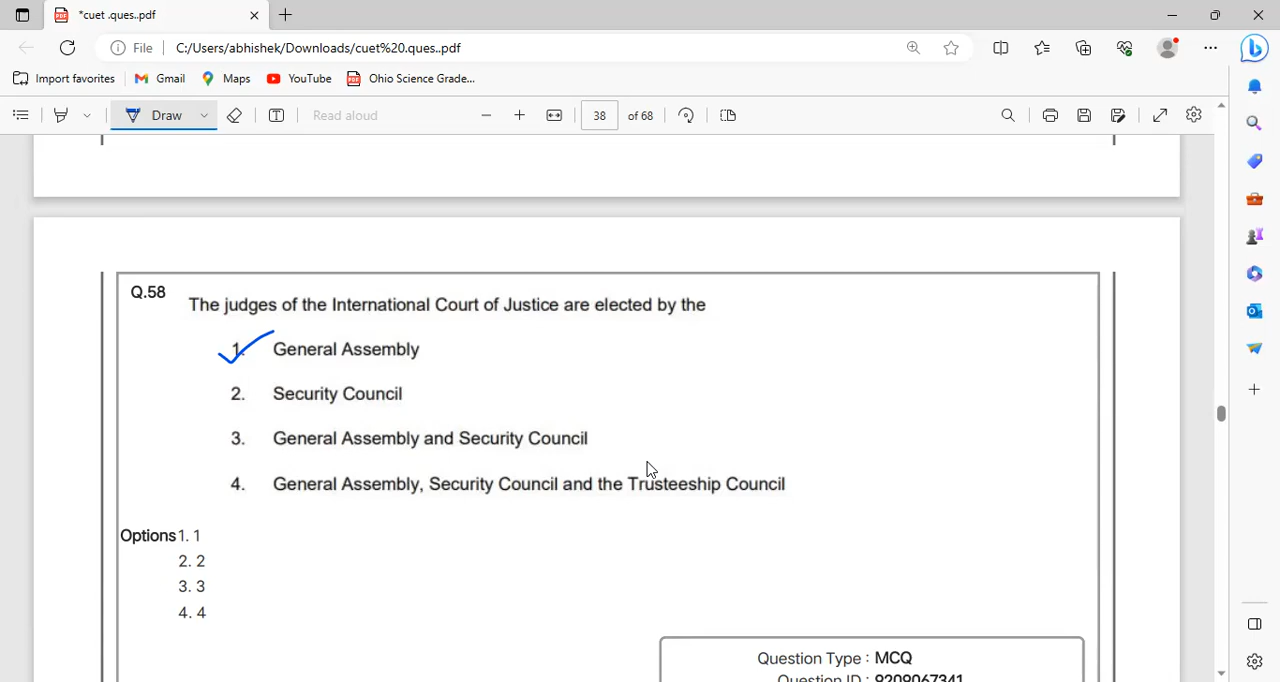 *cuet .ques..pdf
File
C:/Users/abhishek/Downloads/cuet%20.ques..pdf
Import favorites
Gmail
Maps
YouTube
Ohio Science Grade...
Draw
Read aloud
38
of 68
Q.58
The judges of the International Court of Justice are elected by the
1. General Assembly
2. Security Council
3. General Assembly and Security Council
4. General Assembly, Security Council and the Trusteeship Council
Options 1. 1
2. 2
3. 3
4. 4
Question Type : MCQ
Question ID : 9209067341